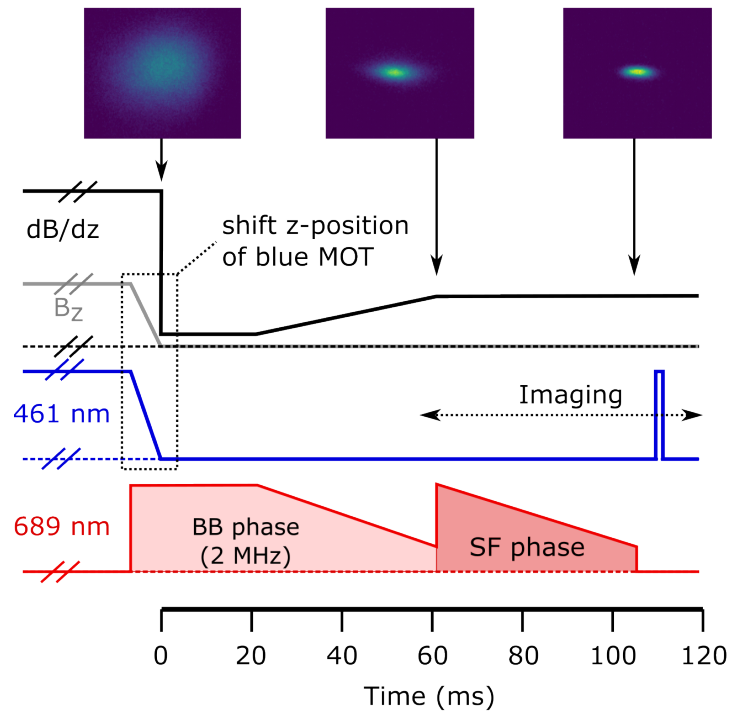 dB/dz
shift z-position
of blue MOT
Bz
Imaging
461 nm
689 nm
BB phase
(2 MHz)
SF phase
0 20 40 60 80 100 120
Time (ms)